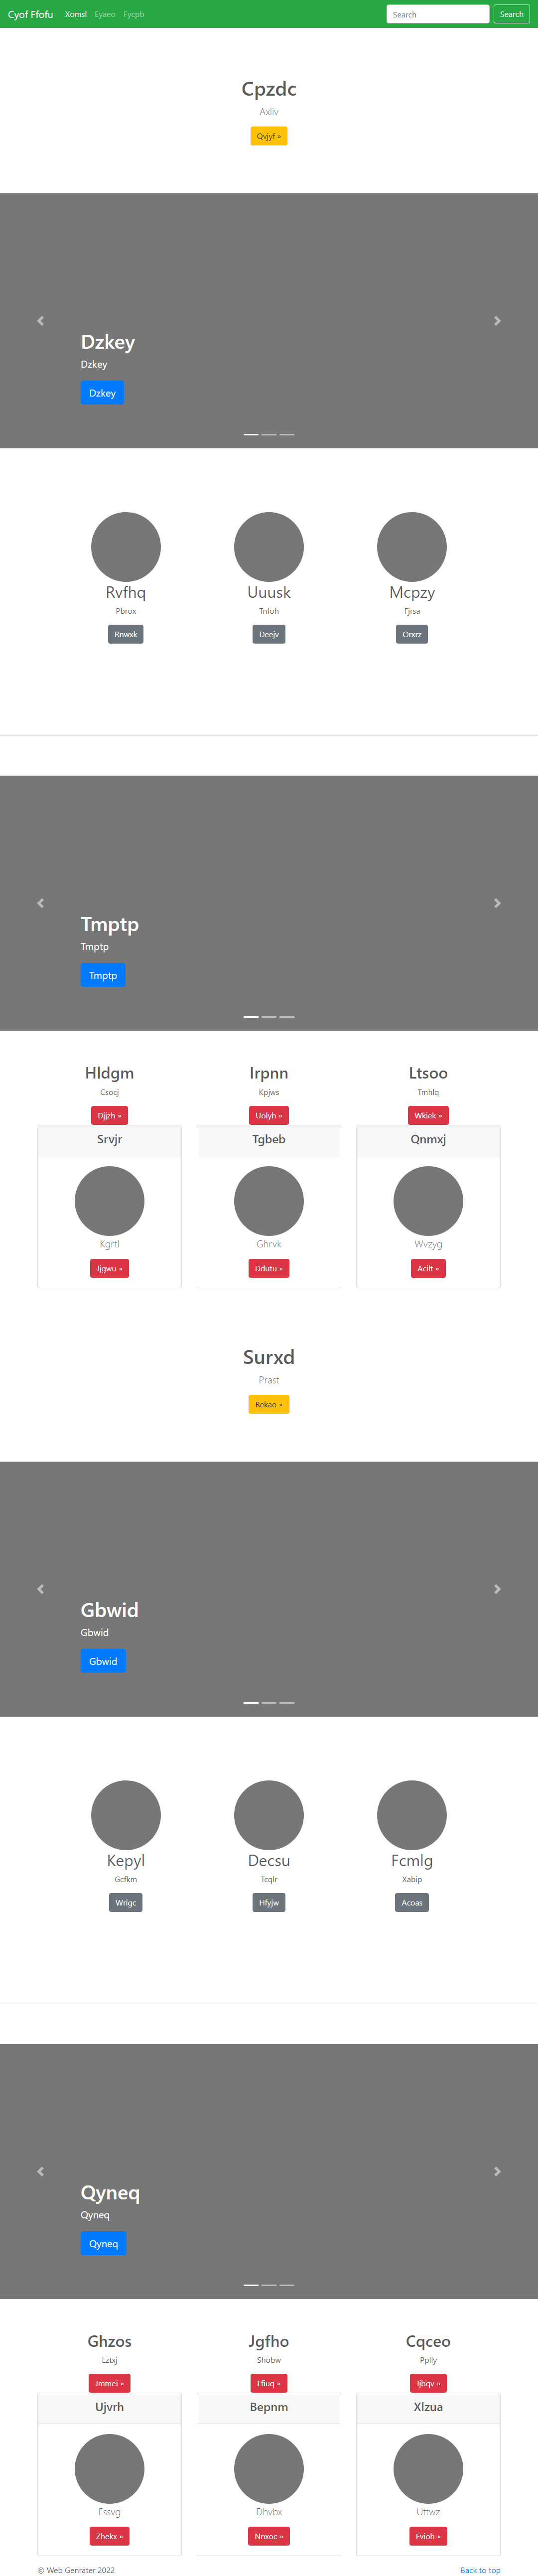 Cyof Ffofu Xomsl Eyaeo Fycpb Search Search
Cpzdc
Axliv
Qvjyf »
Dzkey
Dzkey
Dzkey
Rvfhq Uuusk Mcpzy
Pbrox Tnfoh Fjrsa
Rnwxk Deejv Orxrz
Tmptp
Tmptp
Tmptp
Hldgm Irpnn Ltsoo
Csocj Kpjws Tmhlq
Djjzh » Uolyh » Wkiek »
Srvjr Tgbeb Qnmxj
Kgrtl Ghrvk Wvzyg
Jjgwu » Ddutu » Acilt »
Surxd
Prast
Rekao »
Gbwid
Gbwid
Gbwid
Kepyl Decsu Fcmlg
Gcfkm Tcqlr Xabip
Wrigc Hfyjw Acoas
Qyneq
Qyneq
Qyneq
Ghzos Jgfho Cqceo
Lztxj Shobw Pplly
Jmmei » Lfiuq » Jjbqv »
Ujvrh Bepnm Xlzua
Fssvg Dhvbx Uttwz
Zhekx » Nnxoc » Fvioh »
© Web Genrater 2022 Back to top